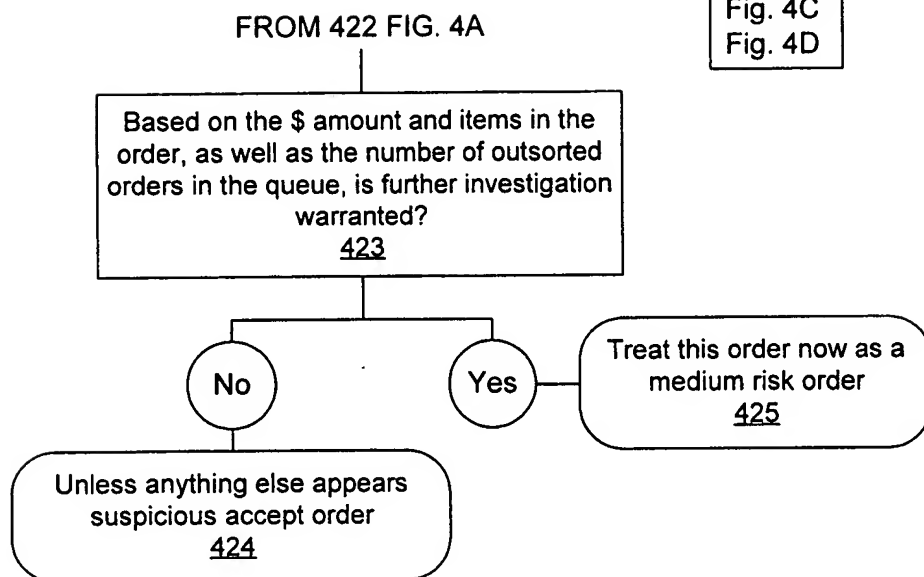 FROM 422 FIG. 4A
Fig. 4C
Fig. 4D
Based on the $ amount and items in the
order, as well as the number of outsorted
orders in the queue, is further investigation
warranted?
423
No
Yes
Treat this order now as a
medium risk order
425
Unless anything else appears
suspicious accept order
424